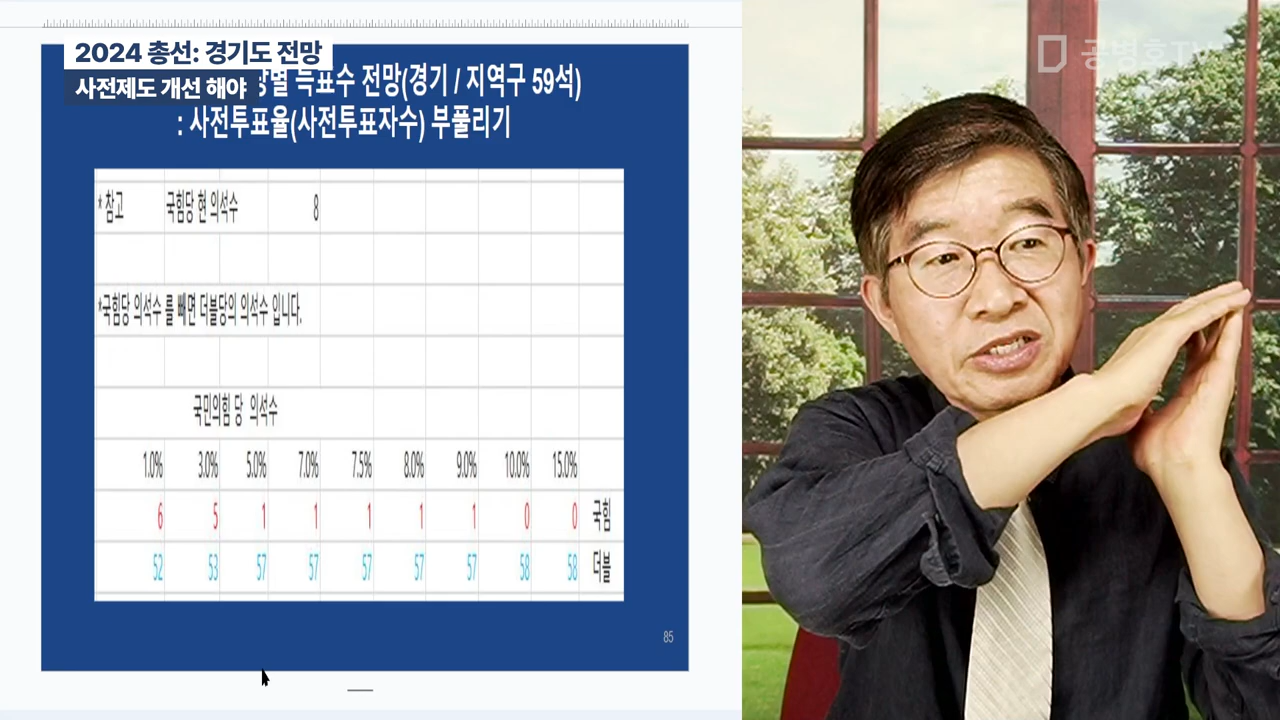 2024 총선: 경기도 전망
사전제도 개선 해야
득표수 전망(경기 / 지역구 59석)
: 사전투표율(사전투표자수) 부풀리기
* 참고 국힘당 현 의석수 8
*국힘당 의석수 를 빼면 더불당의 의석수 입니다.
국민의힘 당 의석수
1.0% 3.0% 5.0% 7.0% 7.5% 8.0% 9.0% 10.0% 15.0%
6 5 1 1 1 1 1 0 0 국힘
52 53 57 57 57 57 57 58 58 더불
85
공병호TV